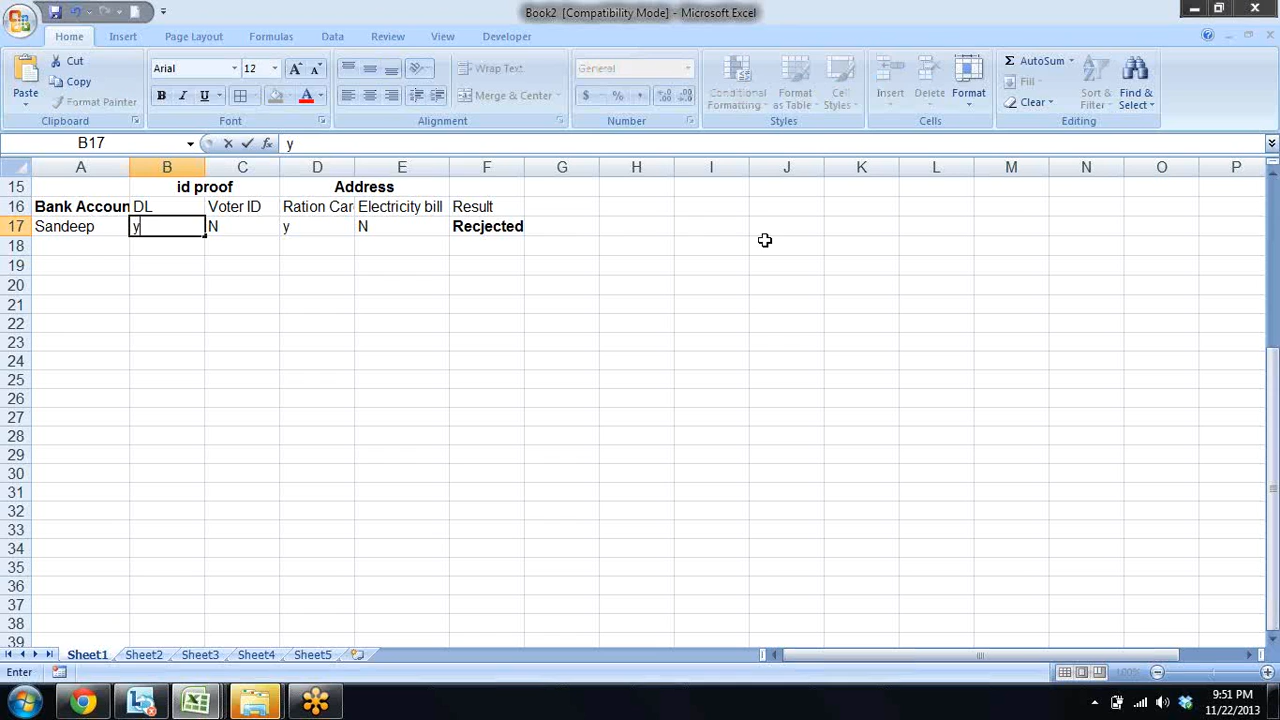 Book2 [Compatibility Mode] - Microsoft Excel
Home Insert Page Layout Formulas Data Review View Developer
Paste Cut Copy Format Painter
Arial 12
B I U A
Wrap Text Merge & Center
General
$ % ,
Conditional Formatting Format as Table Cell Styles
Insert Delete Format
Σ AutoSum Fill Clear
Sort & Filter Find & Select
Clipboard Font Alignment Number Styles Cells Editing
B17 fx y
A B C D E F G H I J K L M N O P
15 id proof Address
16 Bank Accoun DL Voter ID Ration Car Electricity bill Result
17 Sandeep y N y N Recjected
18
19
20
21
22
23
24
25
26
27
28
29
30
31
32
33
34
35
36
37
38
39
Sheet1 Sheet2 Sheet3 Sheet4 Sheet5
Enter 100%
9:51 PM
11/22/2013